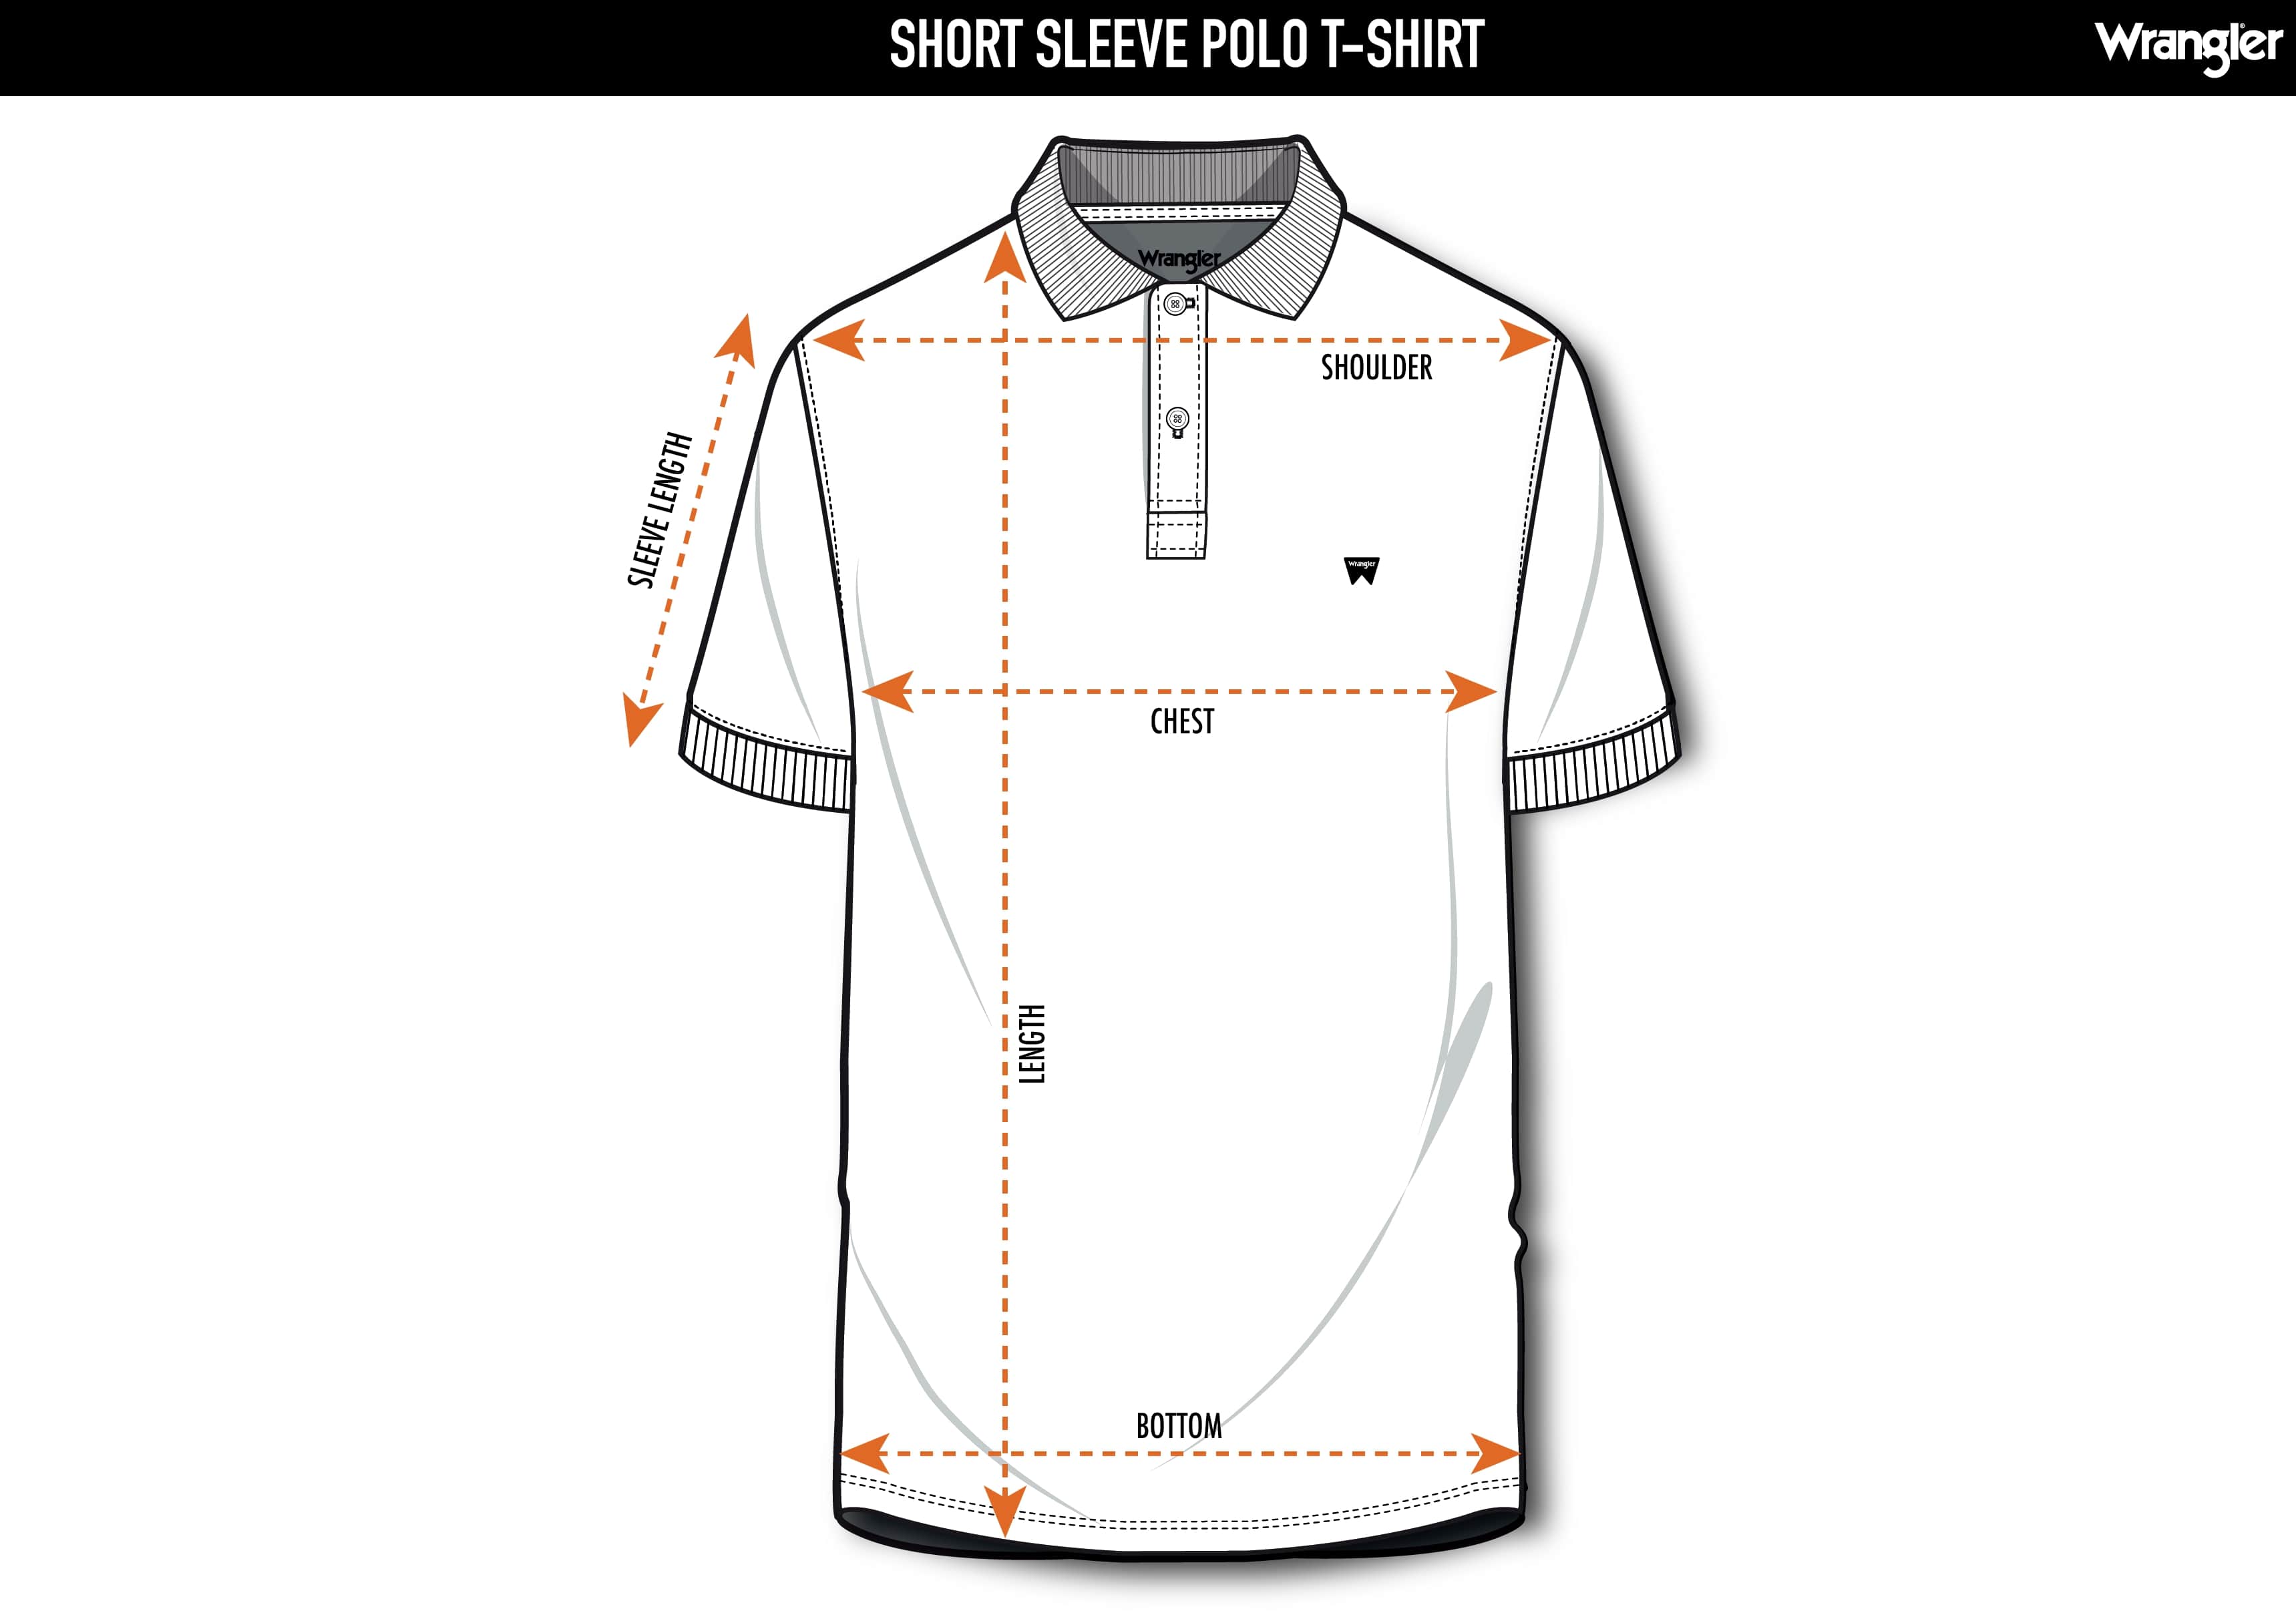 SHORT SLEEVE POLO T-SHIRT
Wrangler®
Wrangler
SHOULDER
SLEEVE LENGTH
Wrangler
CHEST
LENGTH
BOTTOM